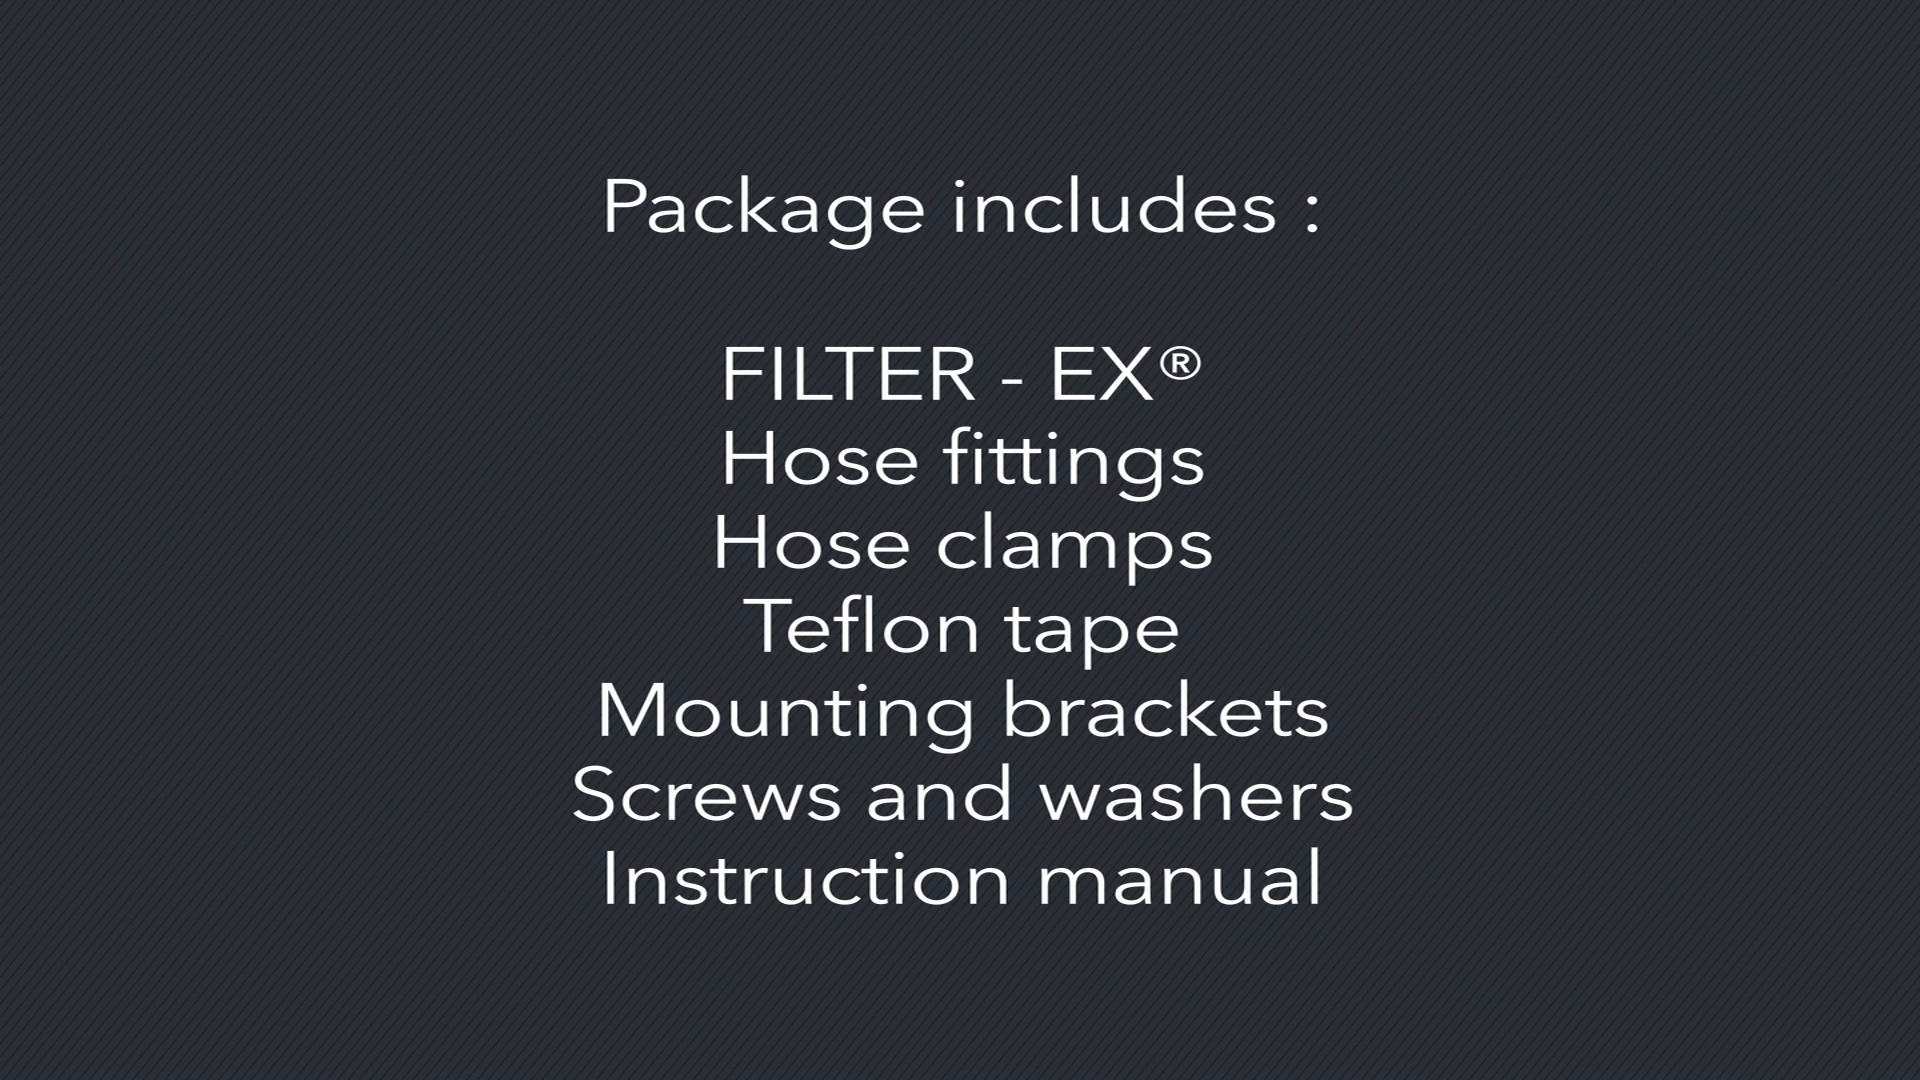 Package includes :
FILTER - EX®
Hose fittings
Hose clamps
Teflon tape
Mounting brackets
Screws and washers
Instruction manual